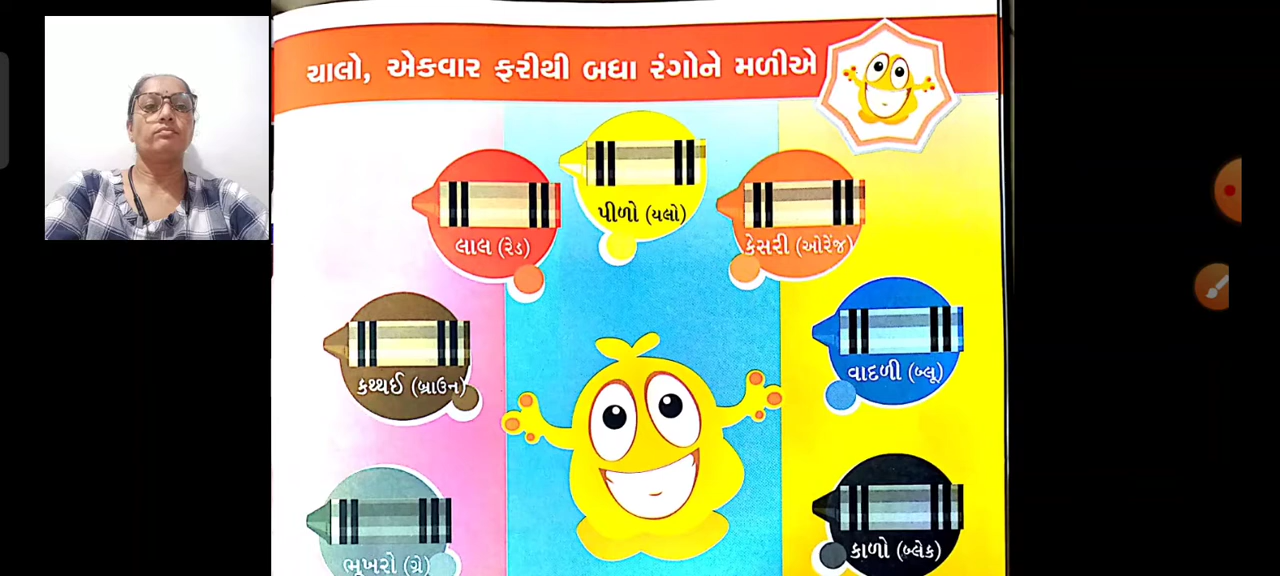 ચાલો, એકવાર ફરીથી બધા રંગોને મળીએ
પીળો (યલો)
લાલ (રેડ)
કેસરી (ઓરેંજ)
કથ્થઈ (બ્રાઉન)
વાદળી (બ્લૂ)
ભૂખરો (ગ્રે)
કાળો (બ્લેક)